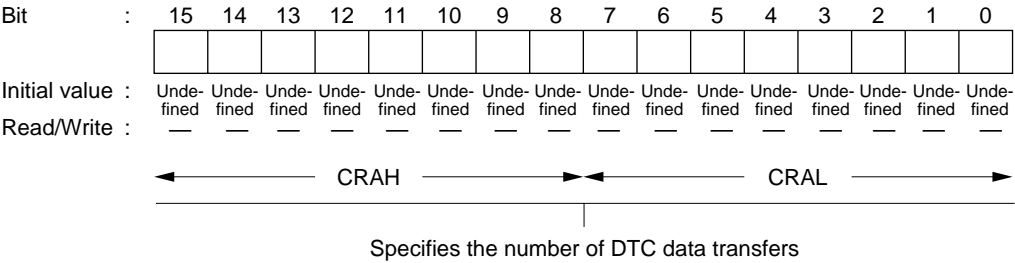 Bit : 15 14 13 12 11 10 9 8 7 6 5 4 3 2 1 0
Initial value : Unde- Unde- Unde- Unde- Unde- Unde- Unde- Unde- Unde- Unde- Unde- Unde- Unde- Unde- Unde- Unde-
fined fined fined fined fined fined fined fined fined fined fined fined fined fined fined fined
Read/Write : — — — — — — — — — — — — — — — —
CRAH CRAL
Specifies the number of DTC data transfers